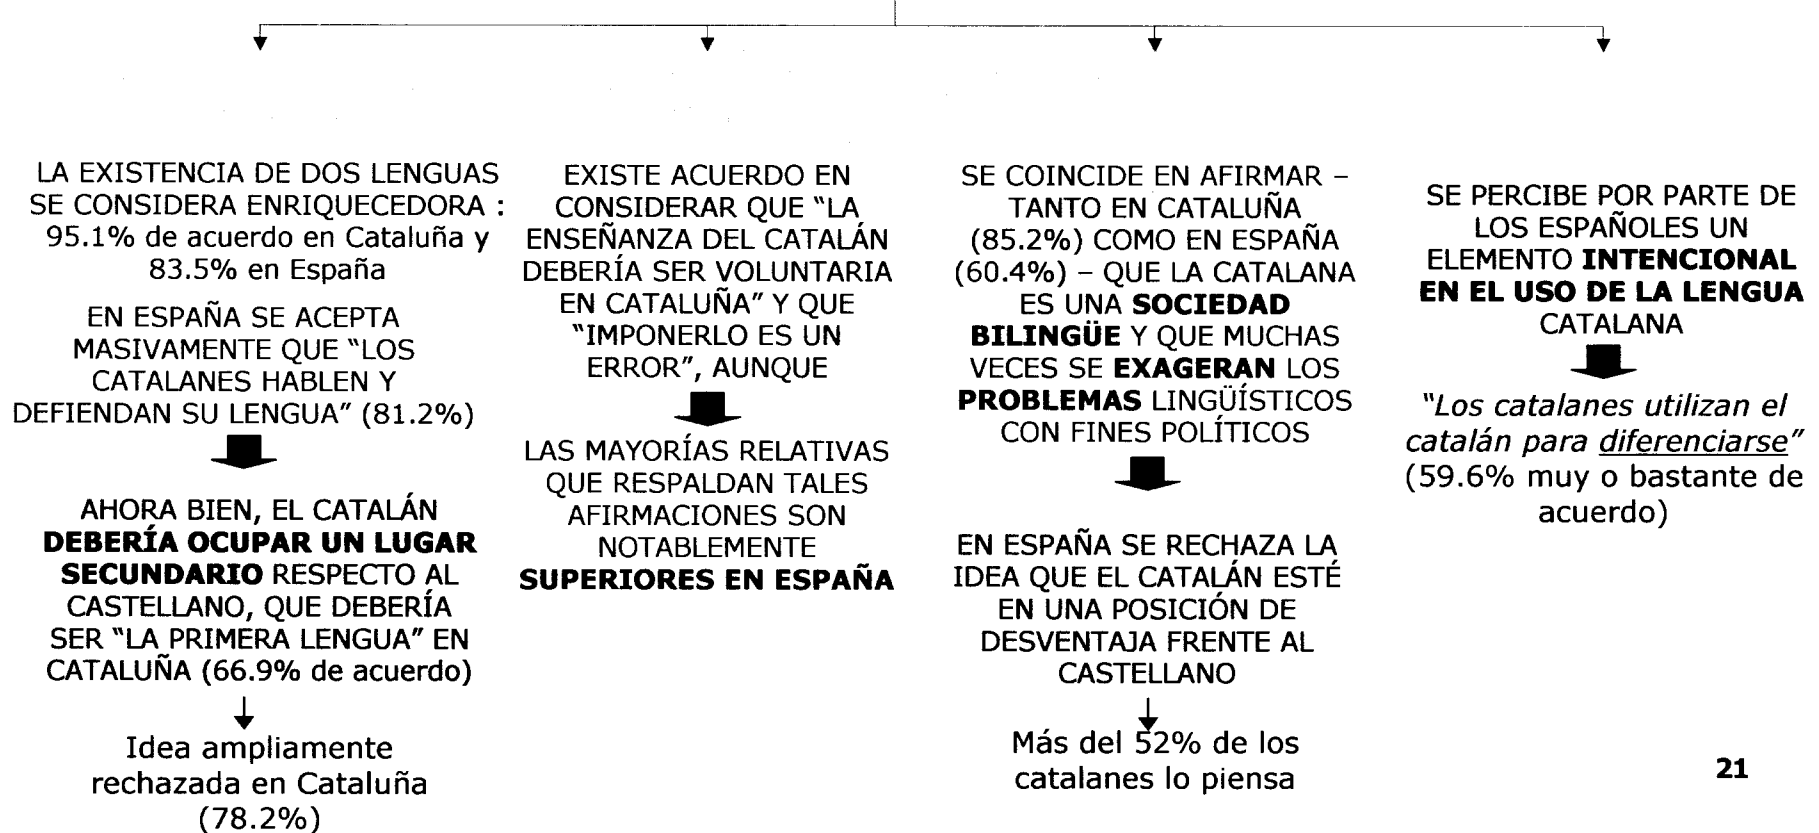 LA EXISTENCIA DE DOS LENGUAS
SE CONSIDERA ENRIQUECEDORA :
95.1% de acuerdo en Cataluña y
83.5% en España
EN ESPAÑA SE ACEPTA
MASIVAMENTE QUE “LOS
CATALANES HABLEN Y
DEFIENDAN SU LENGUA” (81.2%)
AHORA BIEN, EL CATALÁN
DEBERÍA OCUPAR UN LUGAR
SECUNDARIO RESPECTO AL
CASTELLANO, QUE DEBERÍA
SER “LA PRIMERA LENGUA” EN
CATALUÑA (66.9% de acuerdo)
Idea ampliamente
rechazada en Cataluña
(78.2%)
EXISTE ACUERDO EN
CONSIDERAR QUE “LA
ENSEÑANZA DEL CATALÁN
DEBERÍA SER VOLUNTARIA
EN CATALUÑA” Y QUE
“IMPONERLO ES UN
ERROR”, AUNQUE
LAS MAYORÍAS RELATIVAS
QUE RESPALDAN TALES
AFIRMACIONES SON
NOTABLEMENTE
SUPERIORES EN ESPAÑA
SE COINCIDE EN AFIRMAR –
TANTO EN CATALUÑA
(85.2%) COMO EN ESPAÑA
(60.4%) – QUE LA CATALANA
ES UNA SOCIEDAD
BILINGÜE Y QUE MUCHAS
VECES SE EXAGERAN LOS
PROBLEMAS LINGÜÍSTICOS
CON FINES POLÍTICOS
EN ESPAÑA SE RECHAZA LA
IDEA QUE EL CATALÁN ESTÉ
EN UNA POSICIÓN DE
DESVENTAJA FRENTE AL
CASTELLANO
Más del 52% de los
catalanes lo piensa
SE PERCIBE POR PARTE DE
LOS ESPAÑOLES UN
ELEMENTO INTENCIONAL
EN EL USO DE LA LENGUA
CATALANA
“Los catalanes utilizan el
catalán para diferenciarse”
(59.6% muy o bastante de
acuerdo)
21